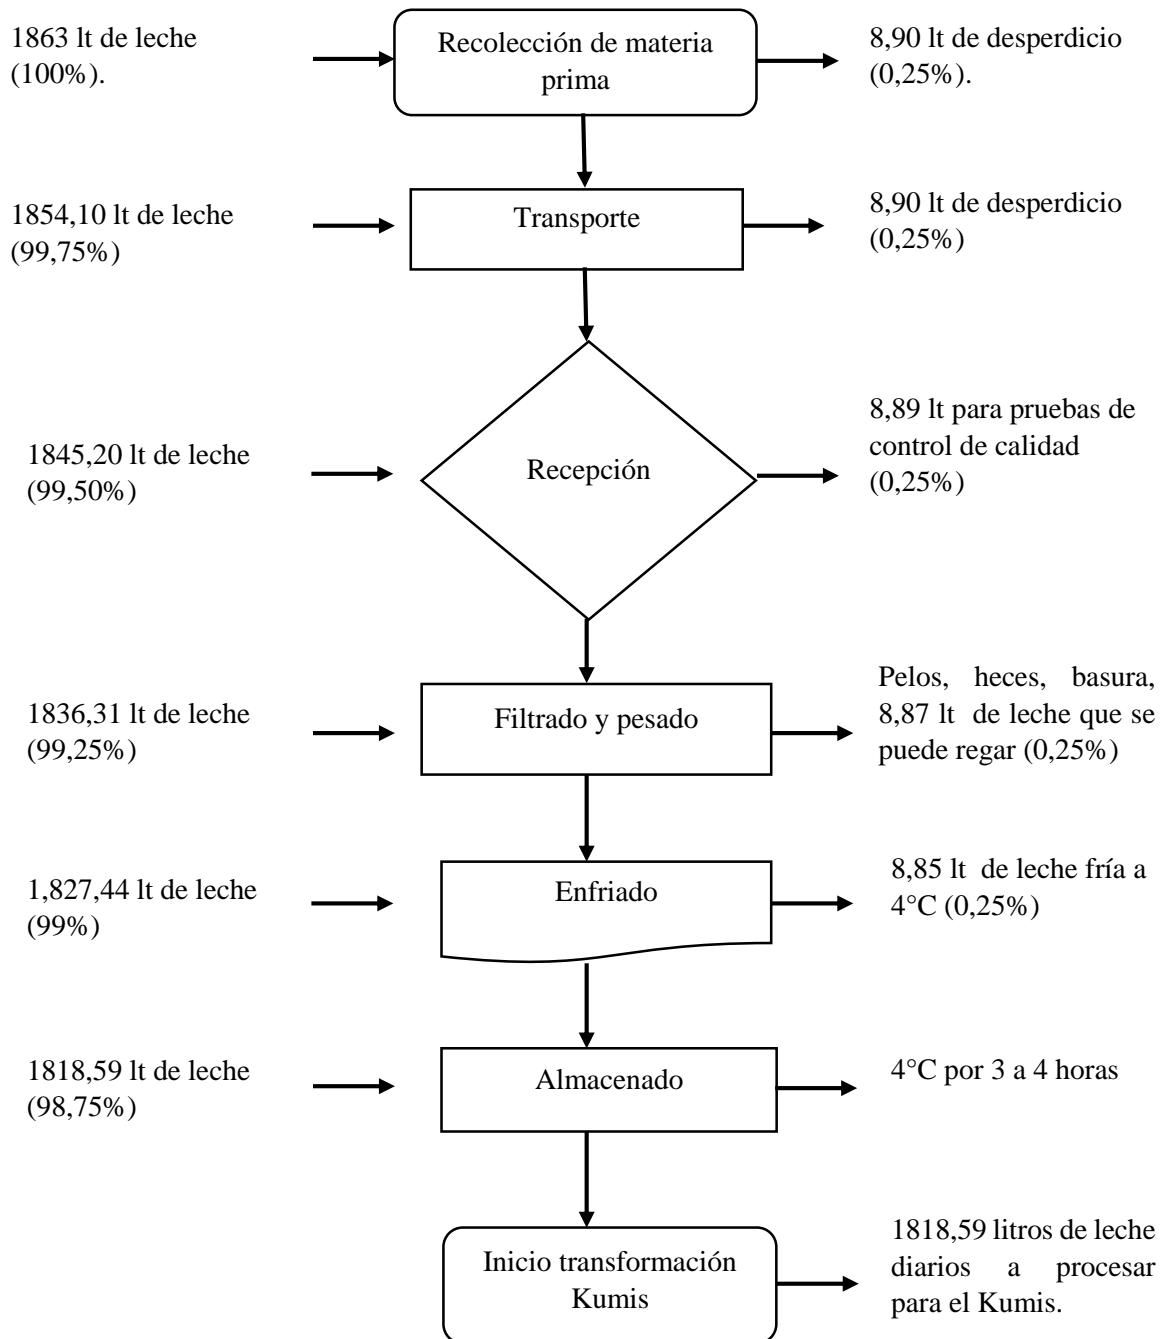 1863 lt de leche
(100%).
Recolección de materia
prima
8,90 lt de desperdicio
(0,25%).
1854,10 lt de leche
(99,75%)
Transporte
8,90 lt de desperdicio
(0,25%)
1845,20 lt de leche
(99,50%)
Recepción
8,89 lt para pruebas de
control de calidad
(0,25%)
1836,31 lt de leche
(99,25%)
Filtrado y pesado
Pelos, heces, basura,
8,87 lt de leche que se
puede regar (0,25%)
1,827,44 lt de leche
(99%)
Enfriado
8,85 lt de leche fría a
4°C (0,25%)
1818,59 lt de leche
(98,75%)
Almacenado
4°C por 3 a 4 horas
Inicio transformación
Kumis
1818,59 litros de leche
diarios a procesar
para el Kumis.